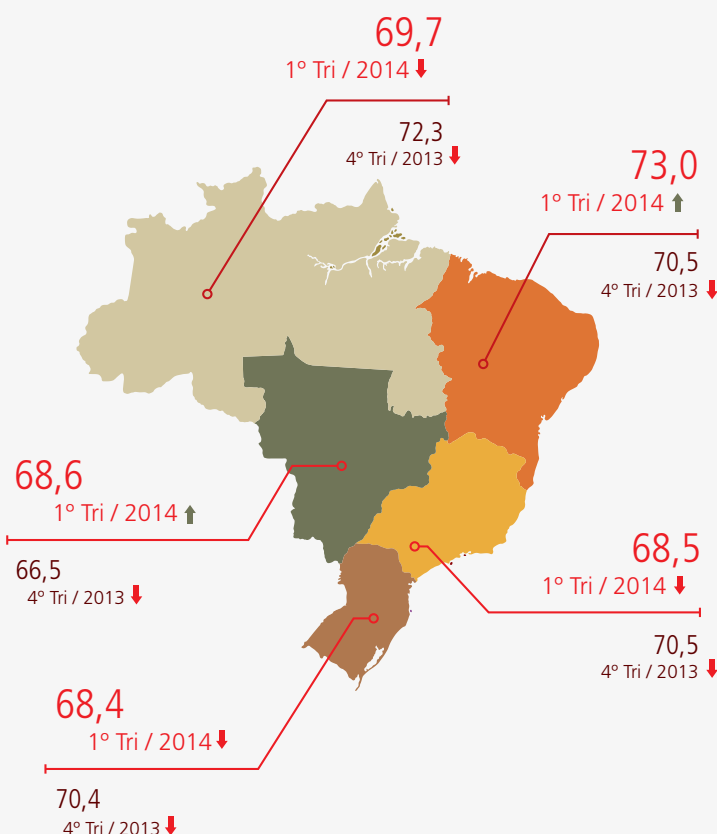 69,7
1º Tri / 2014
72,3
4º Tri / 2013
73,0
1º Tri / 2014
70,5
4º Tri / 2013
68,6
1º Tri / 2014
66,5
4º Tri / 2013
68,5
1º Tri / 2014
70,5
4º Tri / 2013
68,4
1º Tri / 2014
70,4
4º Tri / 2013